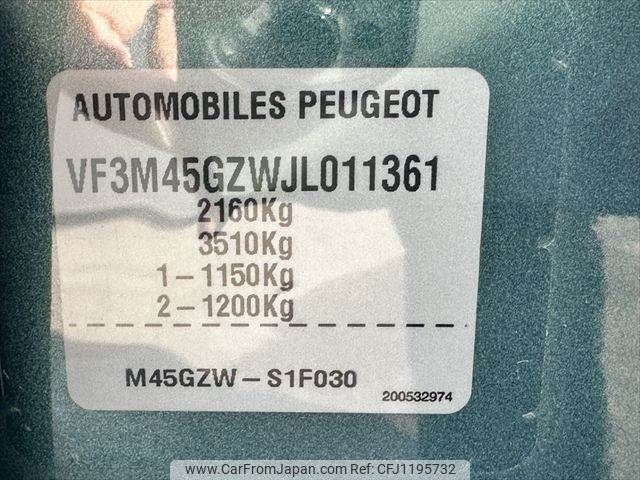 AUTOMOBILES PEUGEOT
VF3M45GZWJL011361
2160Kg
3510Kg
1-1150Kg
2-1200Kg
M45GZW-S1F030
200532974
www.CarFromJapan.com Ref: CFJ1195732